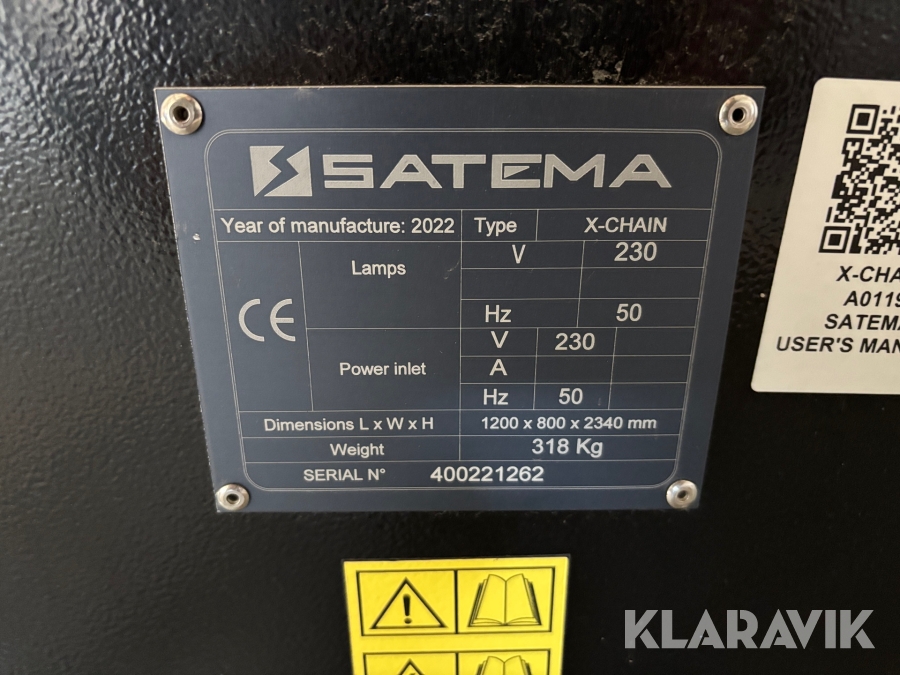 SATEMA
Year of manufacture: 2022 Type X-CHAIN
Lamps V 230
Hz 50
CE
Power inlet V 230
A
Hz 50
Dimensions L x W x H 1200 x 800 x 2340 mm
Weight 318 Kg
SERIAL N° 400221262
X-CHA
A0119
SATEMA
USER'S MAN
KLARAVIK